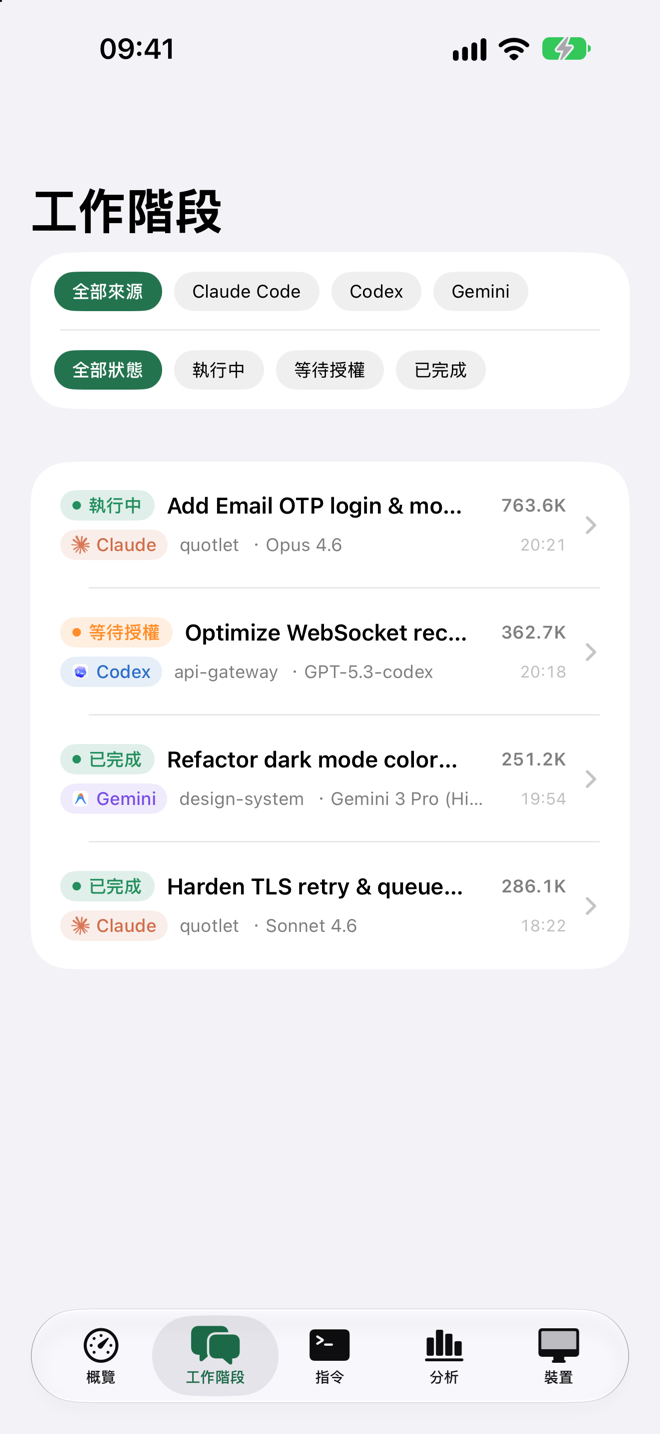 09:41
工作階段
全部來源 Claude Code Codex Gemini
全部狀態 執行中 等待授權 已完成
執行中 Add Email OTP login & mo... 763.6K
Claude quotlet · Opus 4.6 20:21
等待授權 Optimize WebSocket rec... 362.7K
Codex api-gateway · GPT-5.3-codex 20:18
已完成 Refactor dark mode color... 251.2K
Gemini design-system · Gemini 3 Pro (Hi... 19:54
已完成 Harden TLS retry & queue... 286.1K
Claude quotlet · Sonnet 4.6 18:22
概覽 工作階段 指令 分析 裝置